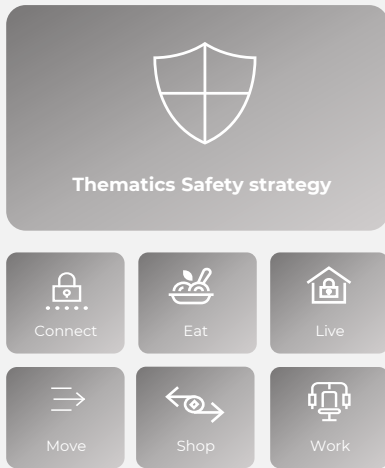 Thematics Safety strategy
Connect
Eat
Live
Move
Shop
Work